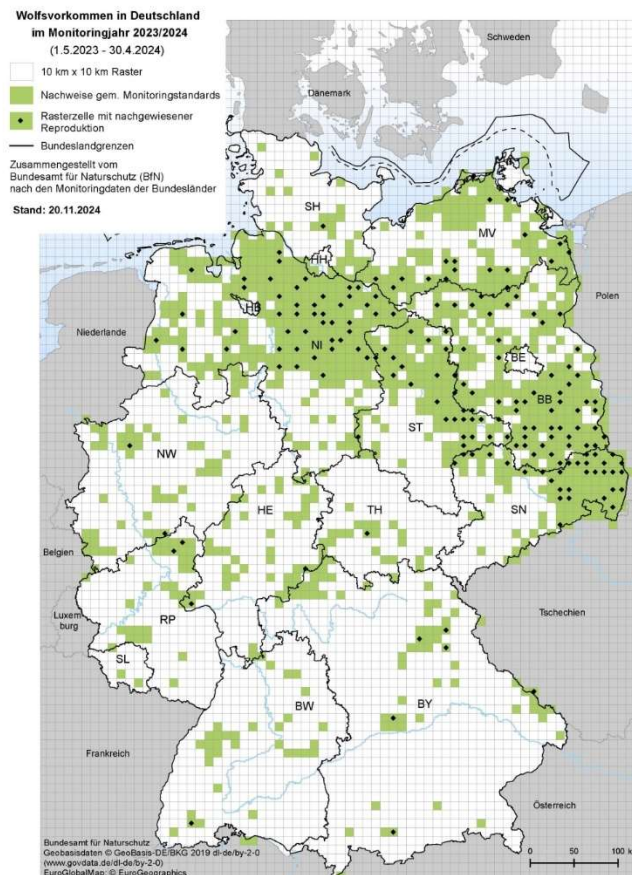 Wolfsvorkommen in Deutschland
im Monitoringjahr 2023/2024
(1.5.2023 - 30.4.2024)
10 km x 10 km Raster
Nachweise gem. Monitoringstandards
Rasterzelle mit nachgewiesener
Reproduktion
Bundeslandgrenzen
Zusammengestellt vom
Bundesamt für Naturschutz (BfN)
nach den Monitoringdaten der Bundesländer
Stand: 20.11.2024
Schweden
Dänemark
SH
MV
HH
HB
Polen
Niederlande
NI
BE
BB
ST
NW
HE
TH
SN
Belgien
Luxem-
burg
RP
Tschechien
SL
BW
BY
Frankreich
Österreich
Bundesamt für Naturschutz
Geobasisdaten © GeoBasis-DE/BKG 2019 dl-de/by-2-0
(www.govdata.de/dl-de/by-2-0)
EuroGlobalMap: © EuroGeographics
0 50 100 k